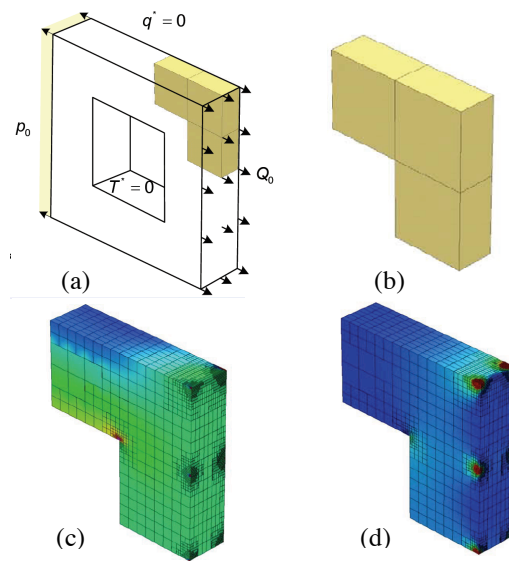 q* = 0
p₀
Q₀
T* = 0
(a)
(b)
(c)
(d)